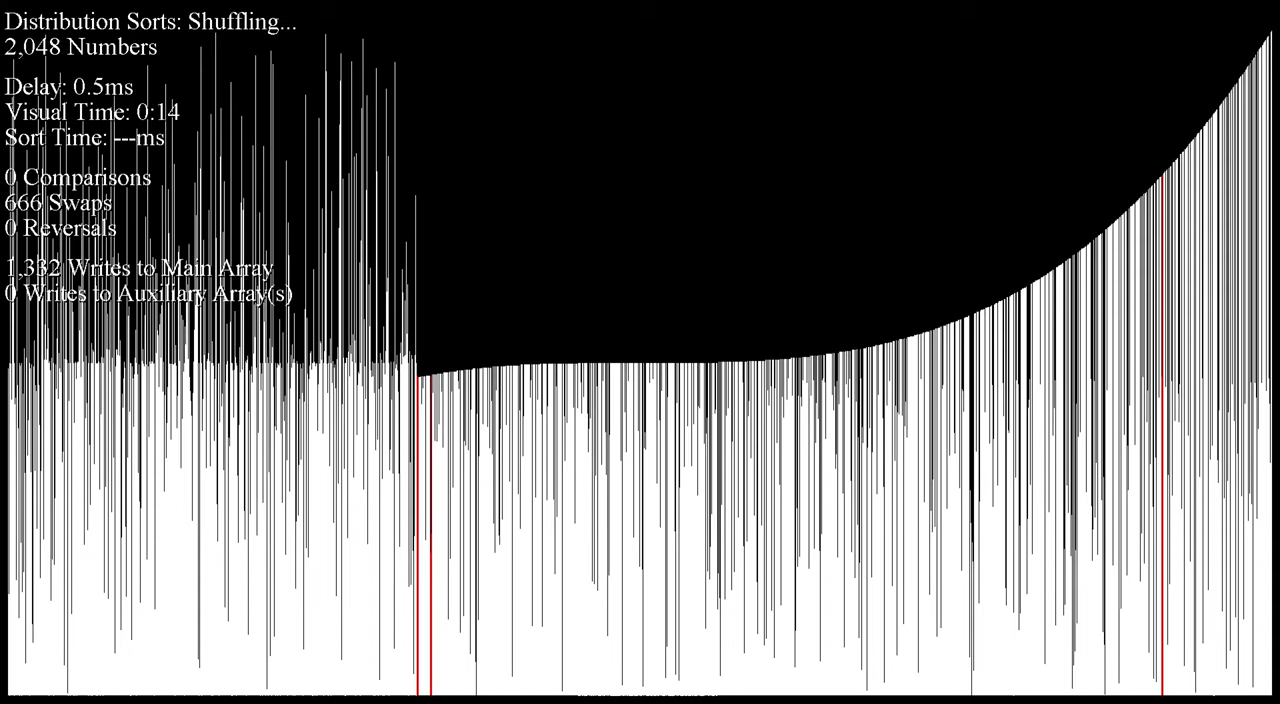 Distribution Sorts: Shuffling...
2,048 Numbers
Delay: 0.5ms
Visual Time: 0:14
Sort Time: ---ms
0 Comparisons
666 Swaps
0 Reversals
1,332 Writes to Main Array
0 Writes to Auxiliary Array(s)